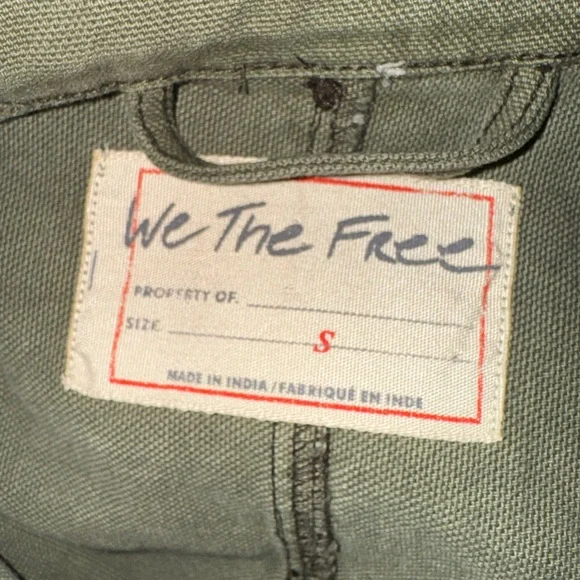 We The Free
PROPERTY OF.
SIZE S
MADE IN INDIA / FABRIQUÉ EN INDE